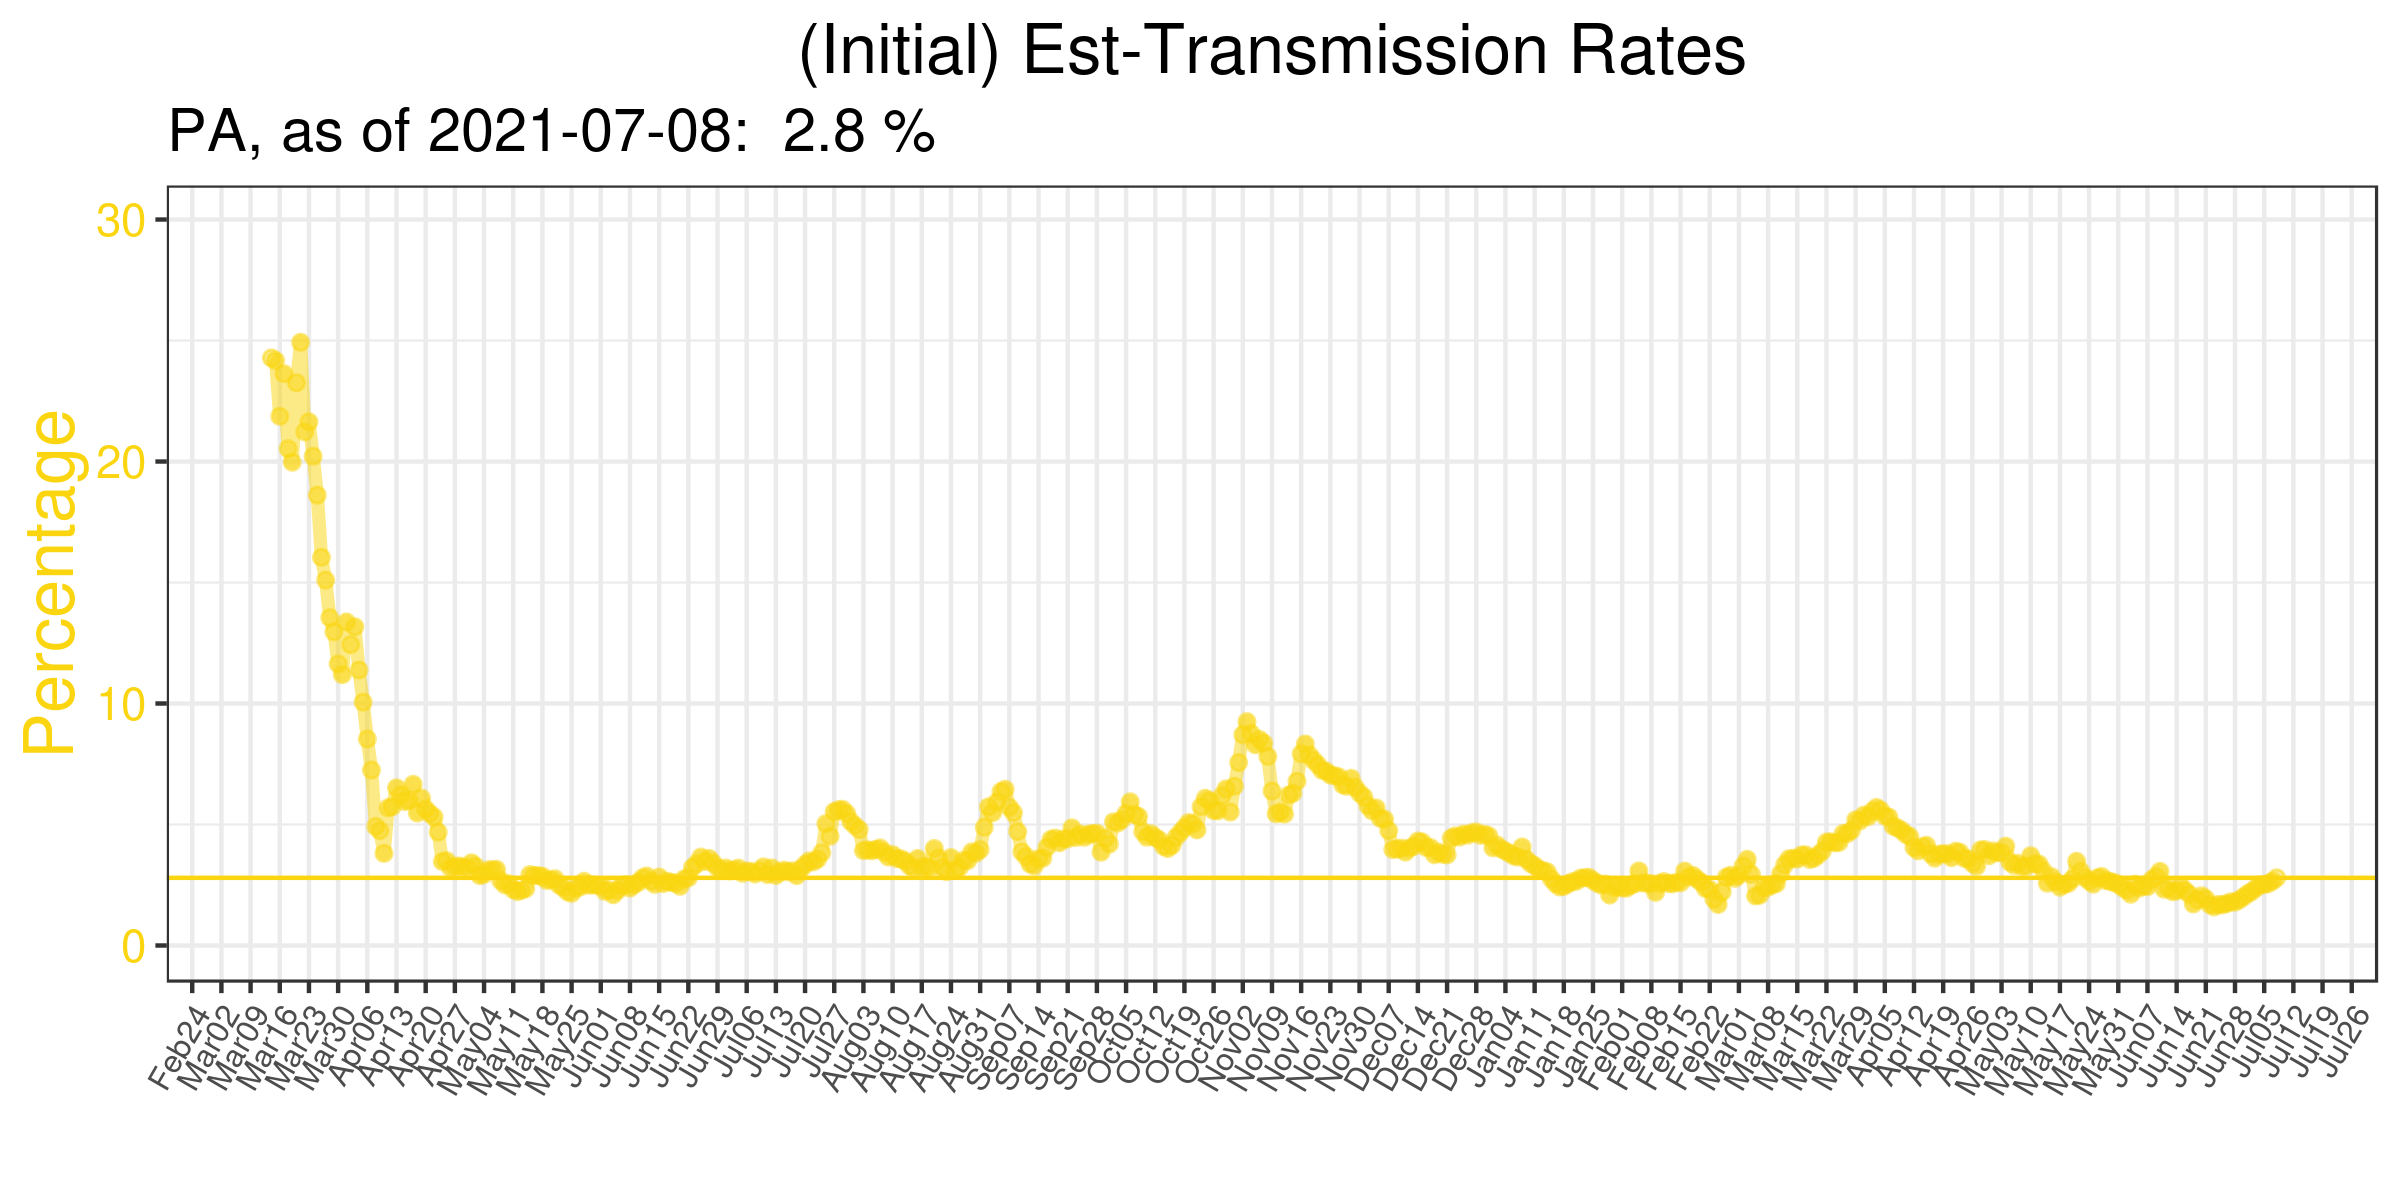 (Initial) Est-Transmission Rates
PA, as of 2021-07-08:  2.8 %
Percentage
30
20
10
0
Feb24
Mar02
Mar09
Mar16
Mar23
Mar30
Apr06
Apr13
Apr20
Apr27
May04
May11
May18
May25
Jun01
Jun08
Jun15
Jun22
Jun29
Jul06
Jul13
Jul20
Jul27
Aug03
Aug10
Aug17
Aug24
Aug31
Sep07
Sep14
Sep21
Sep28
Oct05
Oct12
Oct19
Oct26
Nov02
Nov09
Nov16
Nov23
Nov30
Dec07
Dec14
Dec21
Dec28
Jan04
Jan11
Jan18
Jan25
Feb01
Feb08
Feb15
Feb22
Mar01
Mar08
Mar15
Mar22
Mar29
Apr05
Apr12
Apr19
Apr26
May03
May10
May17
May24
May31
Jun07
Jun14
Jun21
Jun28
Jul05
Jul12
Jul19
Jul26